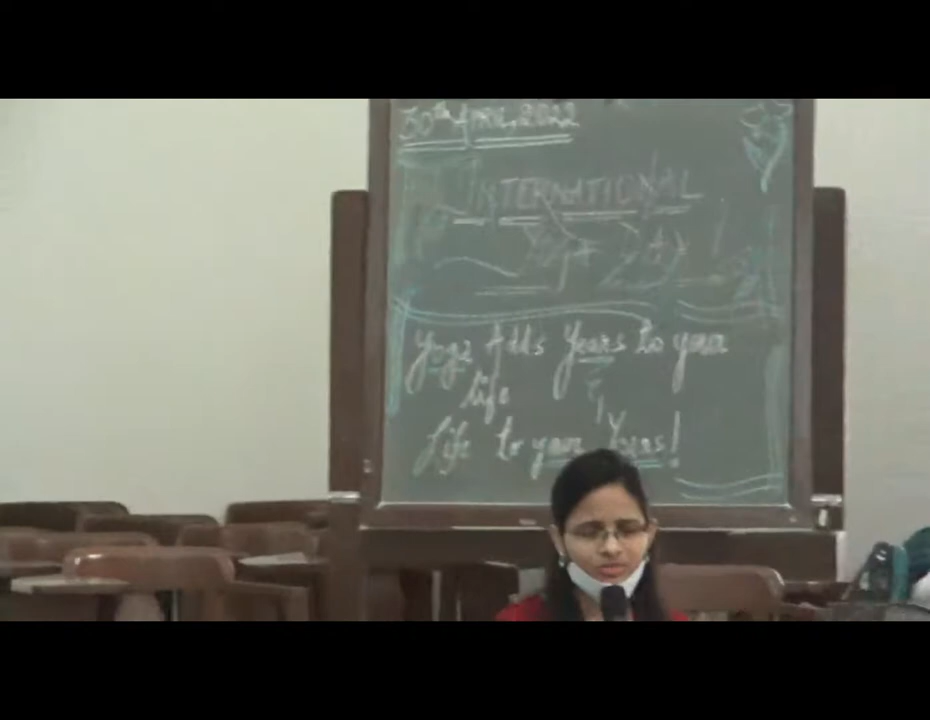 30th April, 2022
INTERNATIONAL
Yoga Adds Years to your
life
&
Life to your Years!